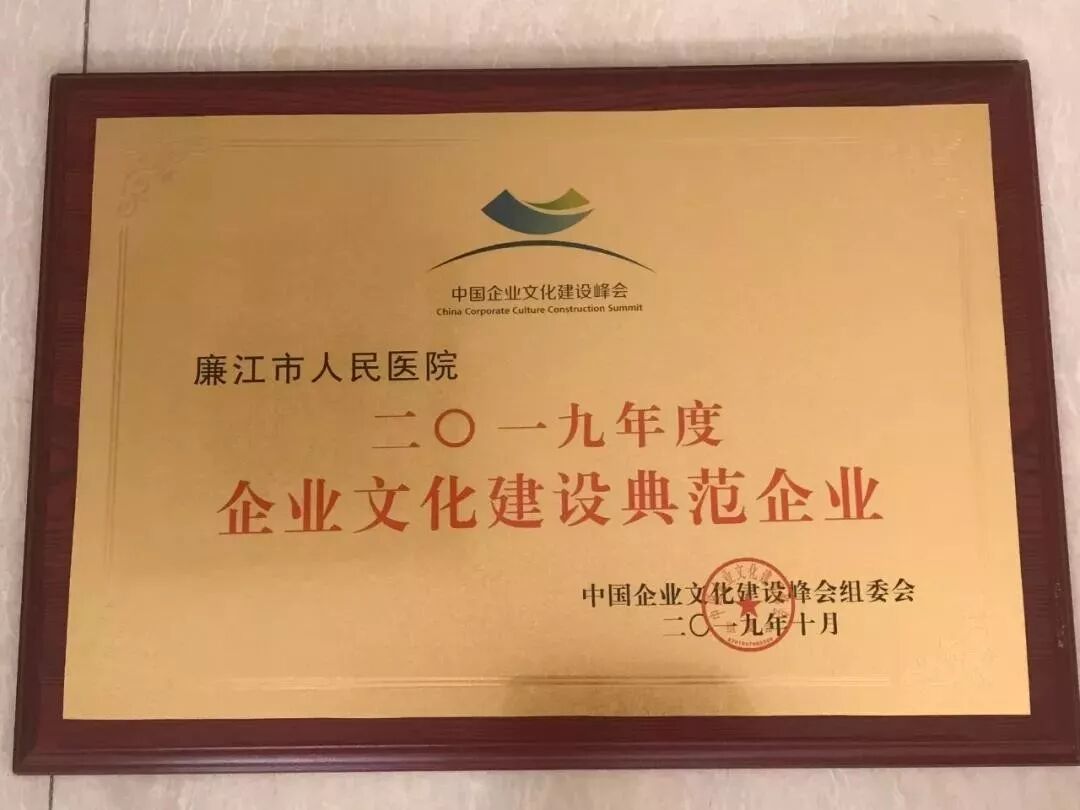 中国企业文化建设峰会
China Corporate Culture Construction Summit
廉江市人民医院
二〇一九年度
企业文化建设典范企业
中国企业文化建设峰会组委会
二〇一九年十月